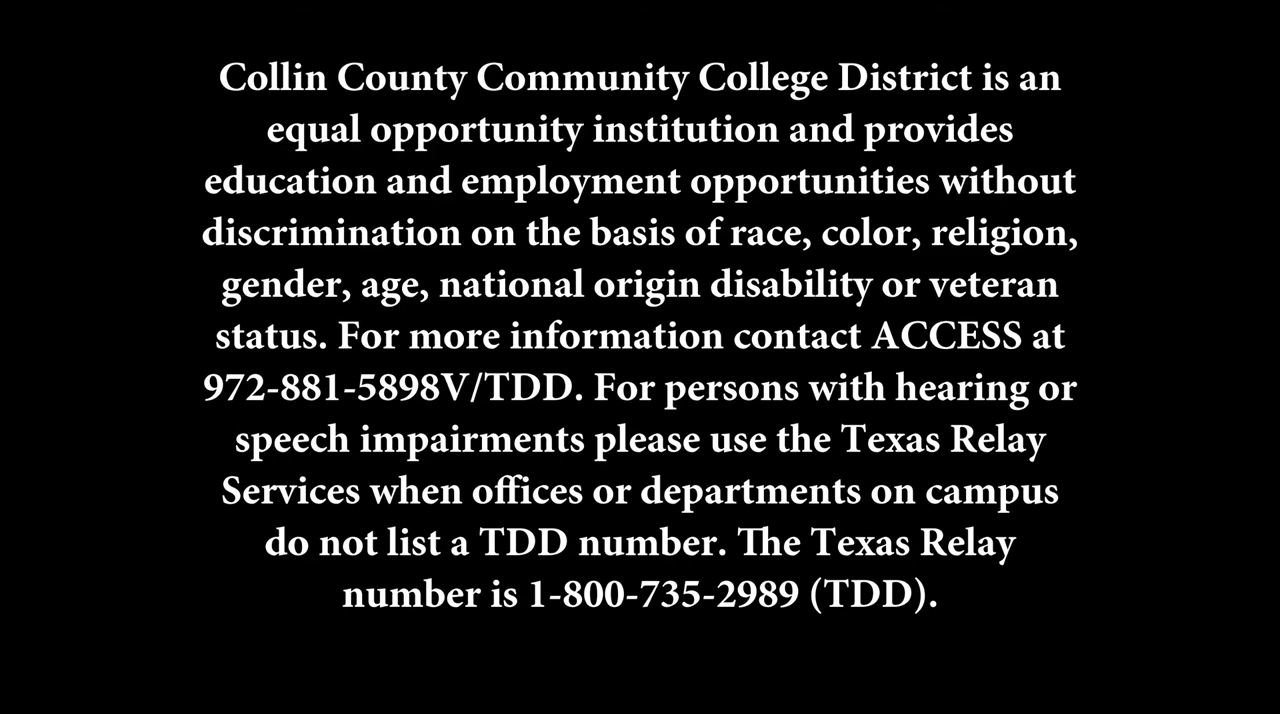 Collin County Community College District is an
equal opportunity institution and provides
education and employment opportunities without
discrimination on the basis of race, color, religion,
gender, age, national origin disability or veteran
status. For more information contact ACCESS at
972-881-5898V/TDD. For persons with hearing or
speech impairments please use the Texas Relay
Services when offices or departments on campus
do not list a TDD number. The Texas Relay
number is 1-800-735-2989 (TDD).